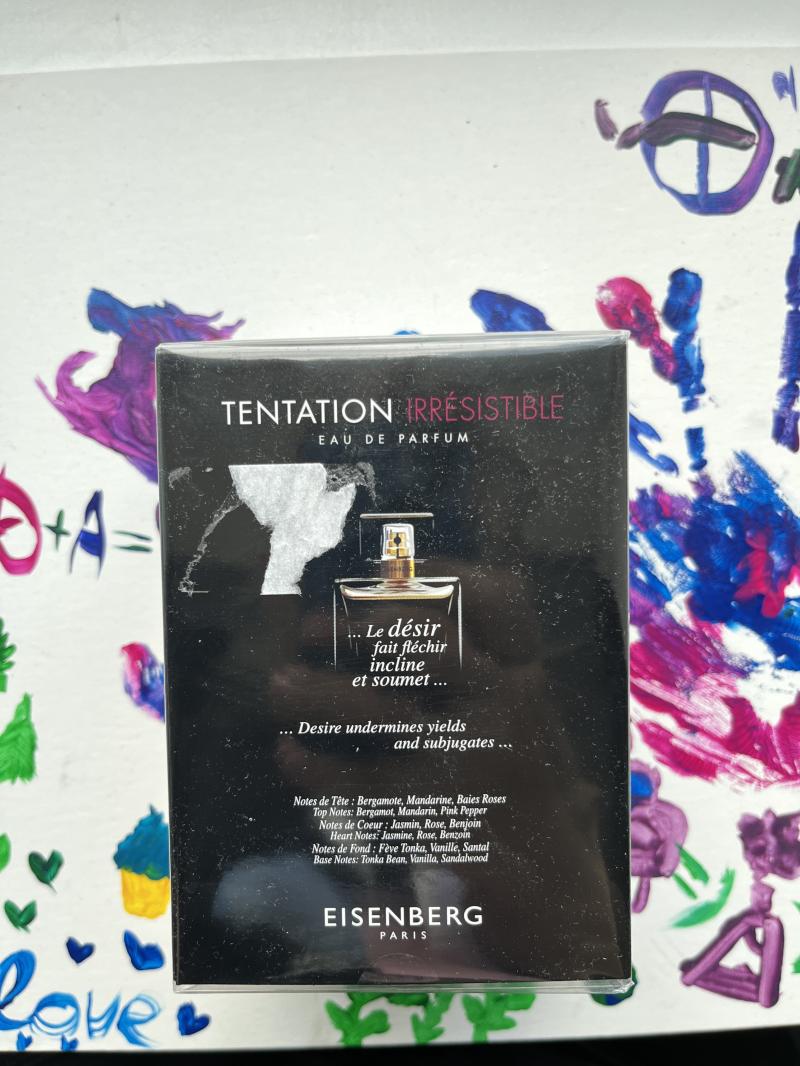 TENTATION IRRÉSISTIBLE
EAU DE PARFUM
... Le désir
fait fléchir
incline
et soumet ...
... Desire undermines yields
and subjugates ...
Notes de Tête : Bergamote, Mandarine, Baies Roses
Top Notes: Bergamot, Mandarin, Pink Pepper
Notes de Coeur : Jasmin, Rose, Benjoin
Heart Notes: Jasmine, Rose, Benzoin
Notes de Fond : Fève Tonka, Vanille, Santal
Base Notes: Tonka Bean, Vanilla, Sandalwood
EISENBERG
PARIS
+ A =
love